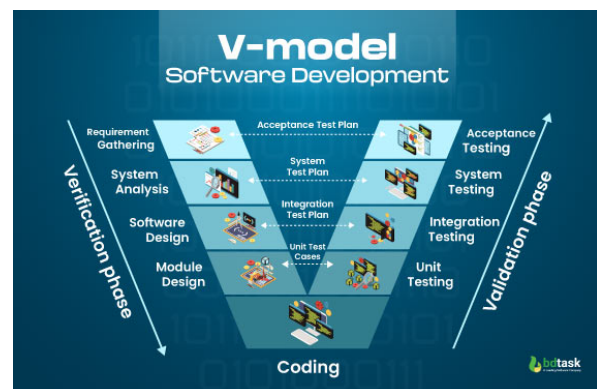 V-model
Software Development
Requirement
Gathering
Acceptance Test Plan
Acceptance
Testing
System
Analysis
System
Test Plan
System
Testing
Software
Design
Integration
Test Plan
Integration
Testing
Module
Design
Unit Test
Cases
Unit
Testing
Verification phase
Validation phase
Coding
bdtask